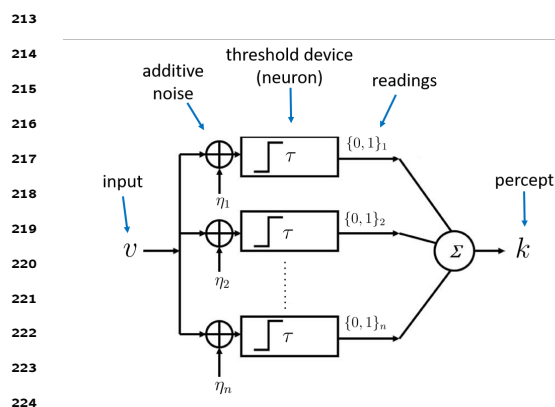 213
214
215
216
217
218
219
220
221
222
223
224
additive
noise
threshold device
(neuron)
readings
input
percept
τ
{0, 1}₁
η₁
v
τ
{0, 1}₂
Σ
k
η₂
τ
{0, 1}ₙ
ηₙ